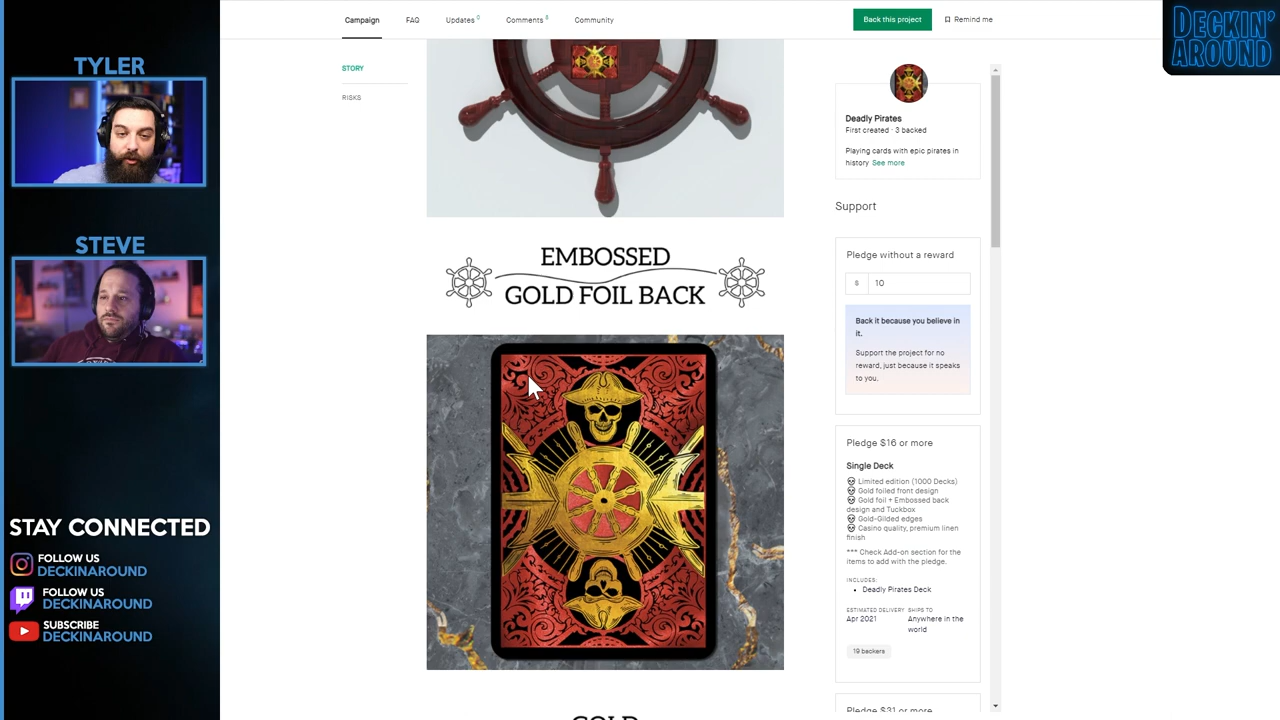 TYLER
STEVE
STAY CONNECTED
FOLLOW US
DECKINAROUND
FOLLOW US
DECKINAROUND
SUBSCRIBE
DECKINAROUND
Campaign
FAQ
Updates 0
Comments 8
Community
Back this project
Remind me
DECKIN'
AROUND
STORY
RISKS
EMBOSSED
GOLD FOIL BACK
Deadly Pirates
First created · 3 backed
Playing cards with epic pirates in
history See more
Support
Pledge without a reward
$ 10
Back it because you believe in
it.
Support the project for no
reward, just because it speaks
to you.
Pledge $16 or more
Single Deck
Limited edition (1000 Decks)
Gold foiled front design
Gold foil + Embossed back
design and Tuckbox
Gold-Gilded edges
Casino quality, premium linen
finish
*** Check Add-on section for the
items to add with the pledge.
INCLUDES:
• Deadly Pirates Deck
ESTIMATED DELIVERY SHIPS TO
Apr 2021 Anywhere in the
world
19 backers
Pledge $31 or more
GOLD